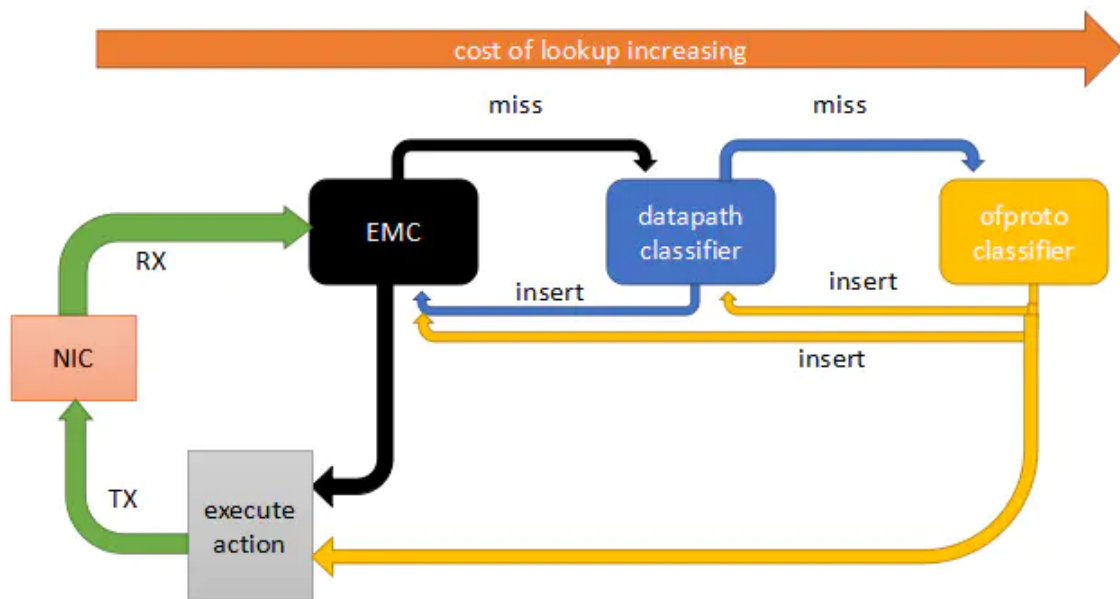 cost of lookup increasing
miss
miss
EMC
datapath
classifier
ofproto
classifier
RX
insert
insert
NIC
insert
TX
execute
action